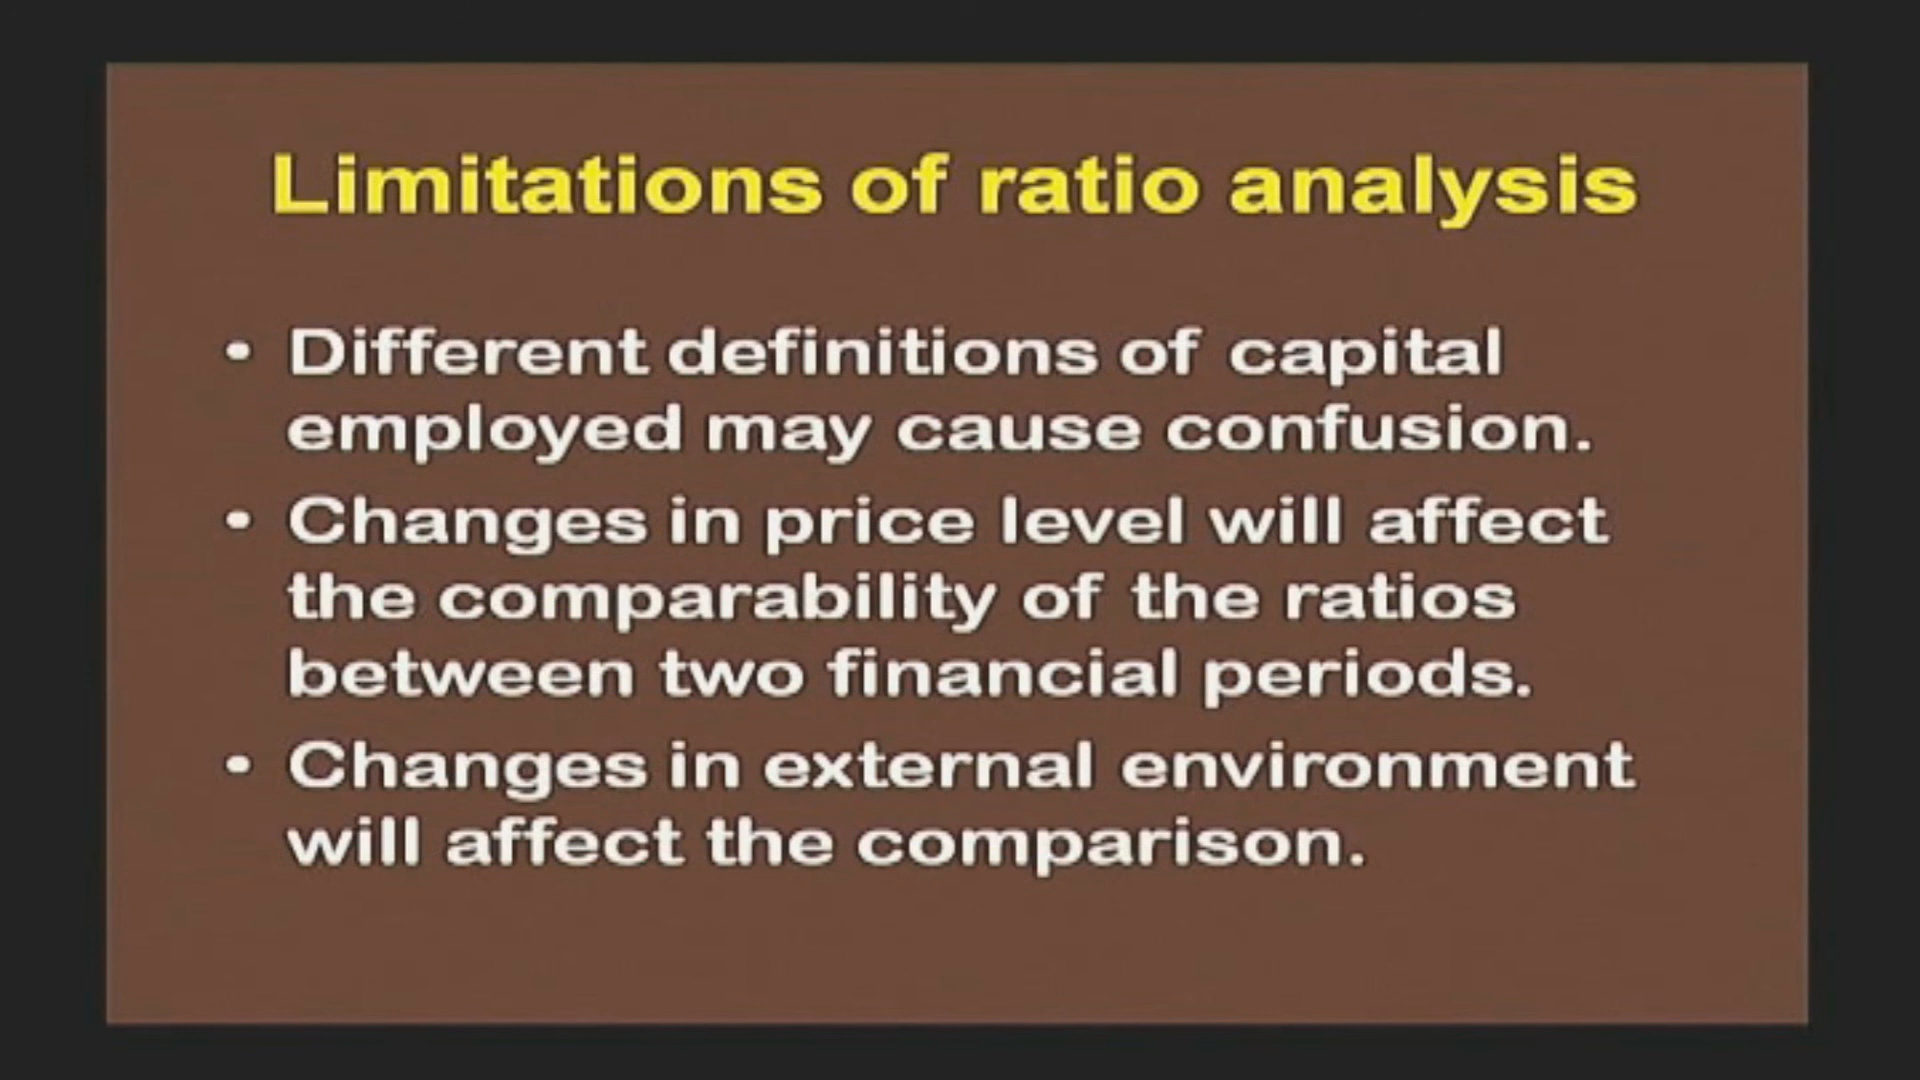 Limitations of ratio analysis
• Different definitions of capital
employed may cause confusion.
• Changes in price level will affect
the comparability of the ratios
between two financial periods.
• Changes in external environment
will affect the comparison.